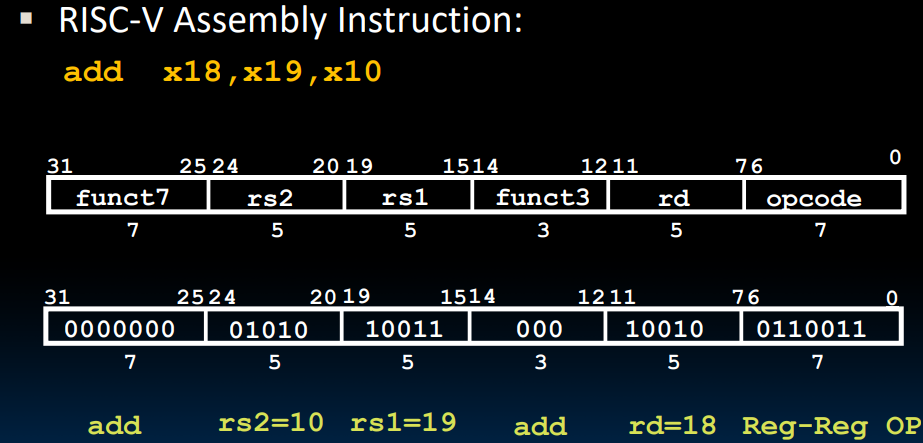 ▪ RISC-V Assembly Instruction:
add x18,x19,x10
31 25 24 20 19 15 14 12 11 7 6 0
funct7 rs2 rs1 funct3 rd opcode
7 5 5 3 5 7
31 25 24 20 19 15 14 12 11 7 6 0
0000000 01010 10011 000 10010 0110011
7 5 5 3 5 7
add rs2=10 rs1=19 add rd=18 Reg-Reg OP